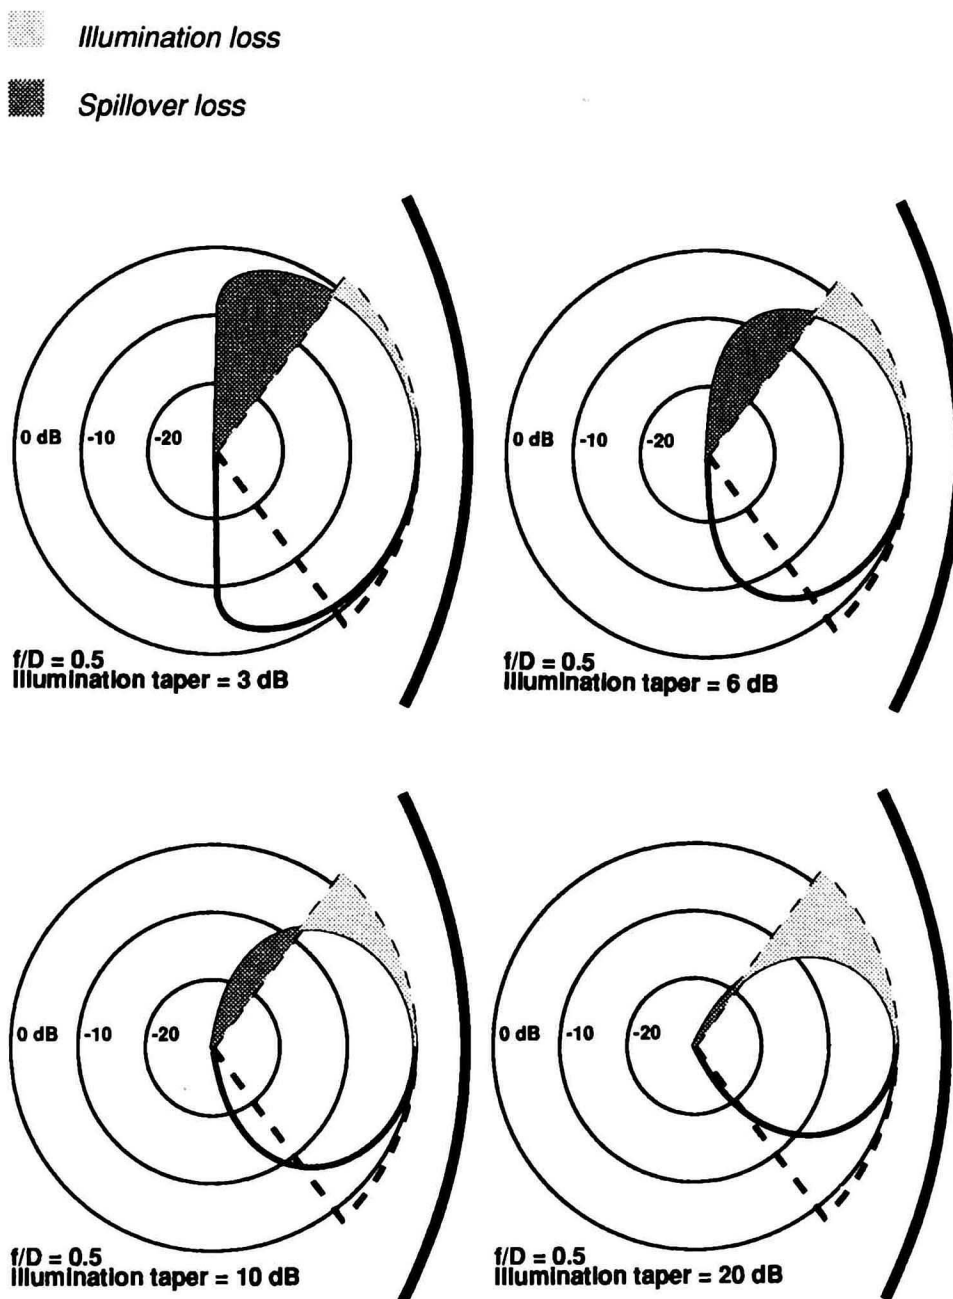 Illumination loss
Spillover loss
0 dB -10 -20
f/D = 0.5
Illumination taper = 3 dB
0 dB -10 -20
f/D = 0.5
Illumination taper = 6 dB
0 dB -10 -20
f/D = 0.5
Illumination taper = 10 dB
0 dB -10 -20
f/D = 0.5
Illumination taper = 20 dB